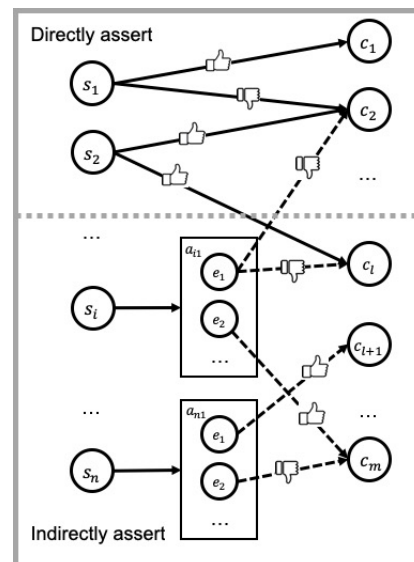 Directly assert
c1
s1
c2
s2
...
...
ai1
e1
cl
si
e2
...
cl+1
...
an1
...
e1
sn
e2
cm
...
Indirectly assert